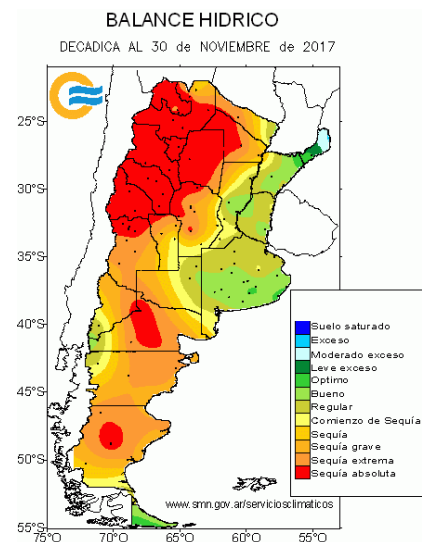 BALANCE HIDRICO
DECADICA AL 30 de NOVIEMBRE de 2017
25°S
30°S
35°S
40°S
45°S
50°S
55°S
75°W
70°W
65°W
60°W
55°W
Suelo saturado
Exceso
Moderado exceso
Leve exceso
Optimo
Bueno
Regular
Comienzo de Sequía
Sequía
Sequía grave
Sequía extrema
Sequía absoluta
www.smn.gov.ar/serviciosclimaticos